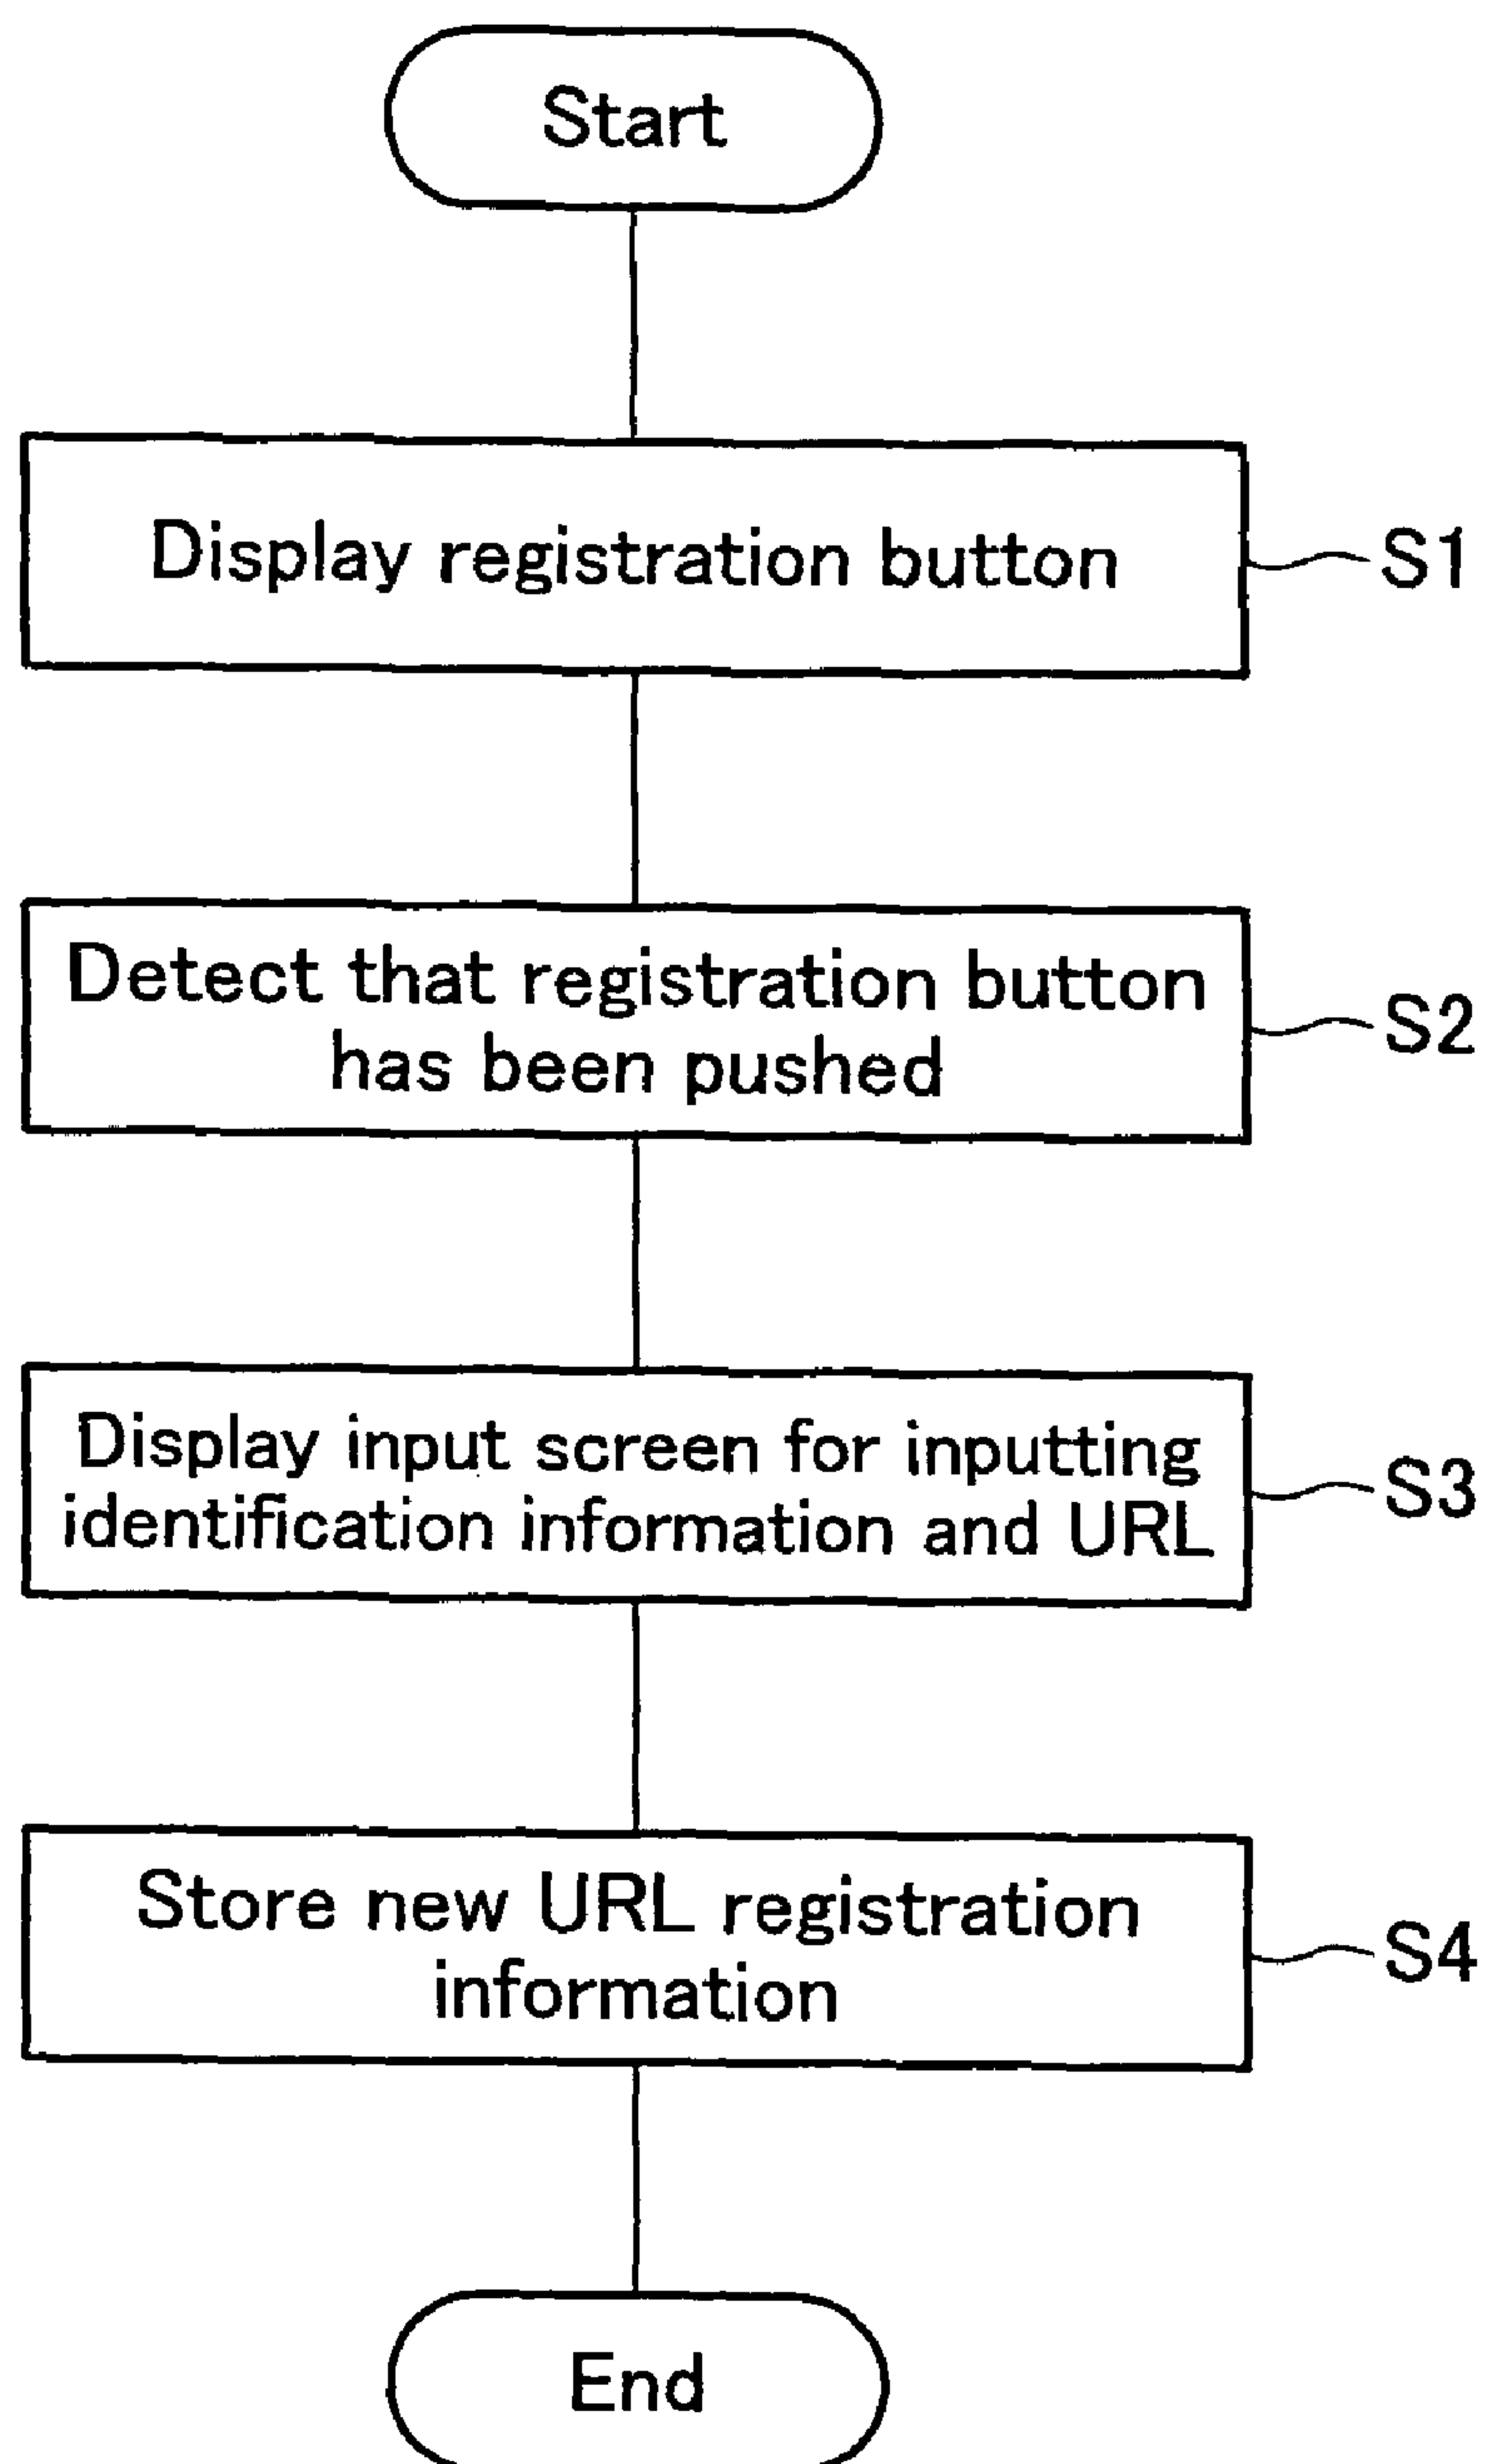 Start
Display registration button
S1
Detect that registration button
has been pushed
S2
Display input screen for inputting
identification information and URL
S3
Store new URL registration
information
S4
End